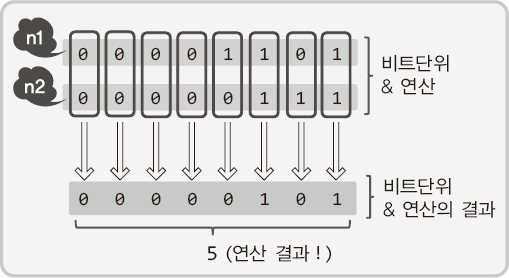 n1
0 0 0 0 1 1 0 1
n2
0 0 0 0 0 1 1 1
비트단위
& 연산
0 0 0 0 0 1 0 1
비트단위
& 연산의 결과
5 (연산 결과!)